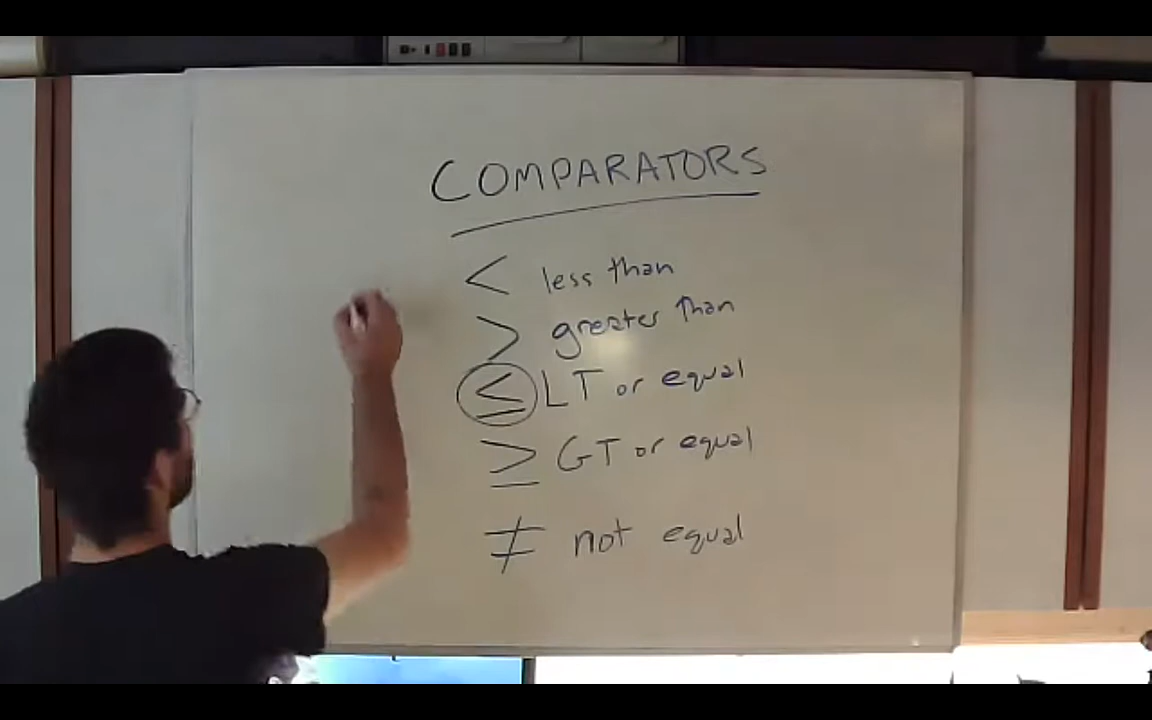 COMPARATORS
< less than
> greater than
≤ LT or equal
≥ GT or equal
≠ not equal